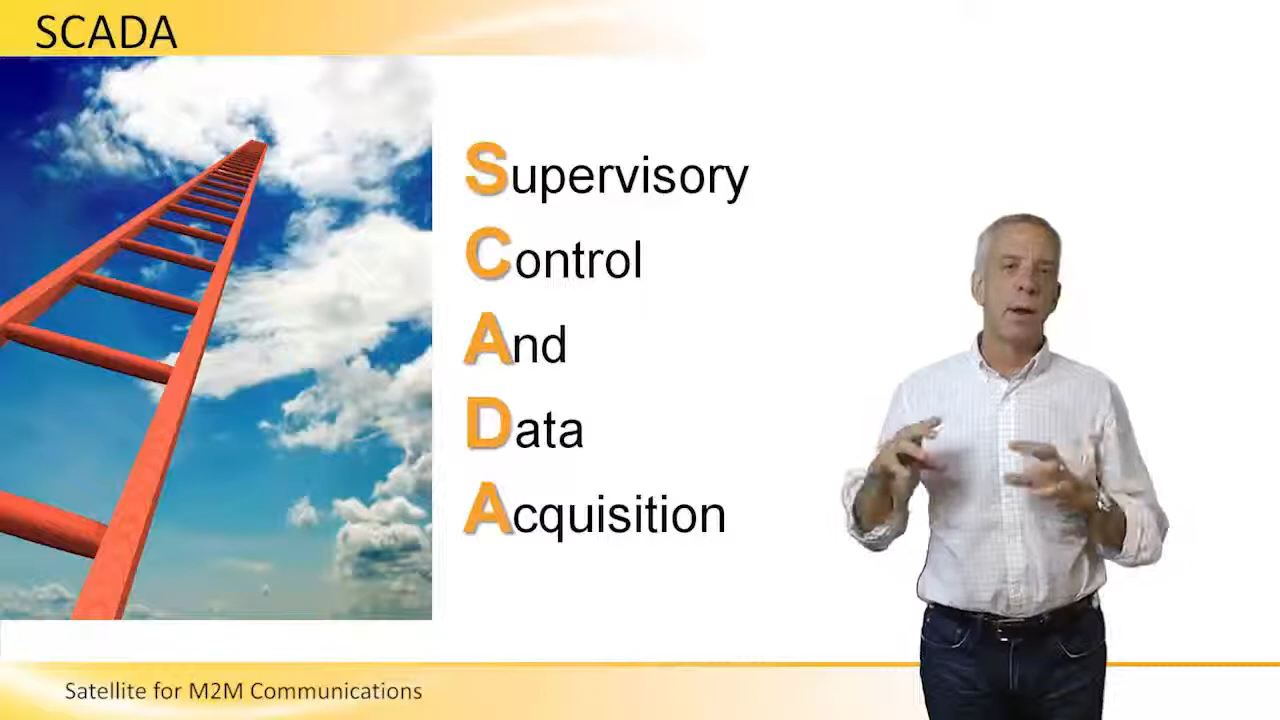 SCADA
Supervisory
Control
And
Data
Acquisition
Satellite for M2M Communications